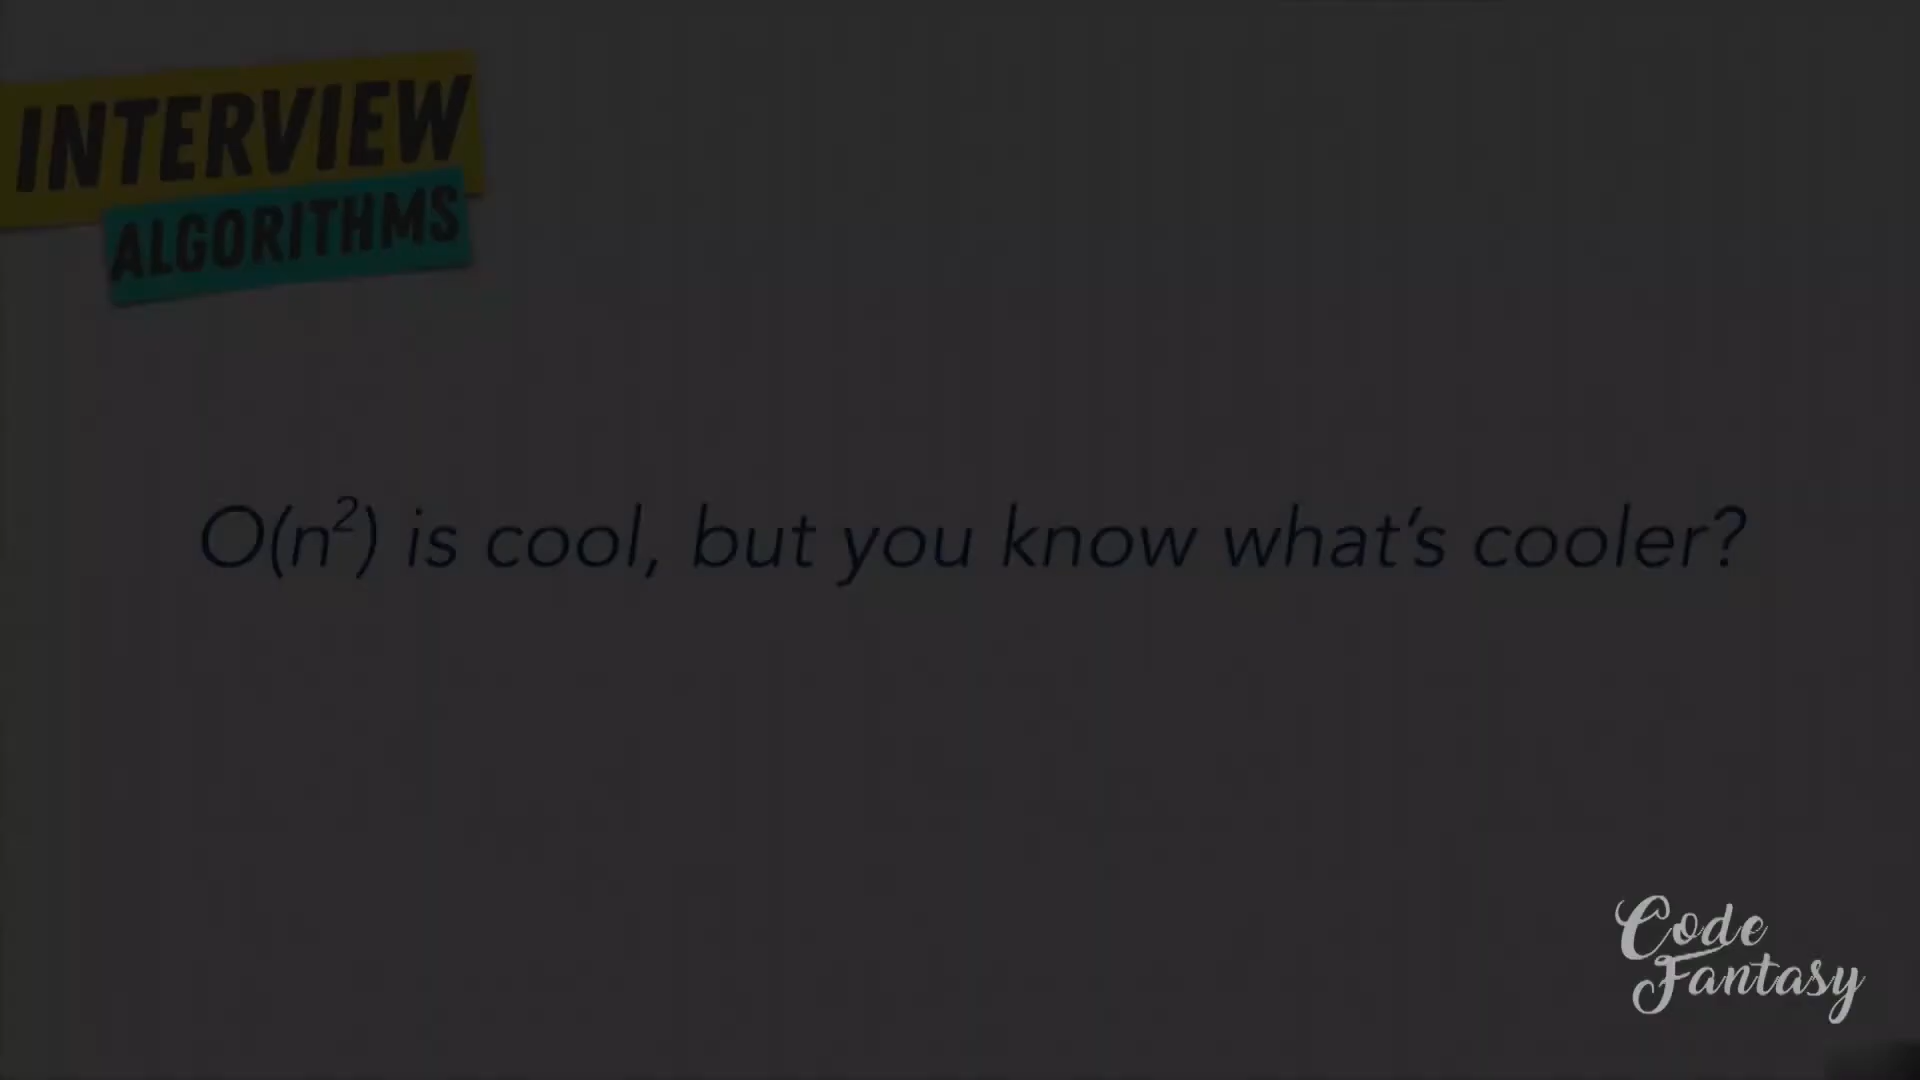 INTERVIEW
ALGORITHMS
O(n²) is cool, but you know what's cooler?
Code
Fantasy